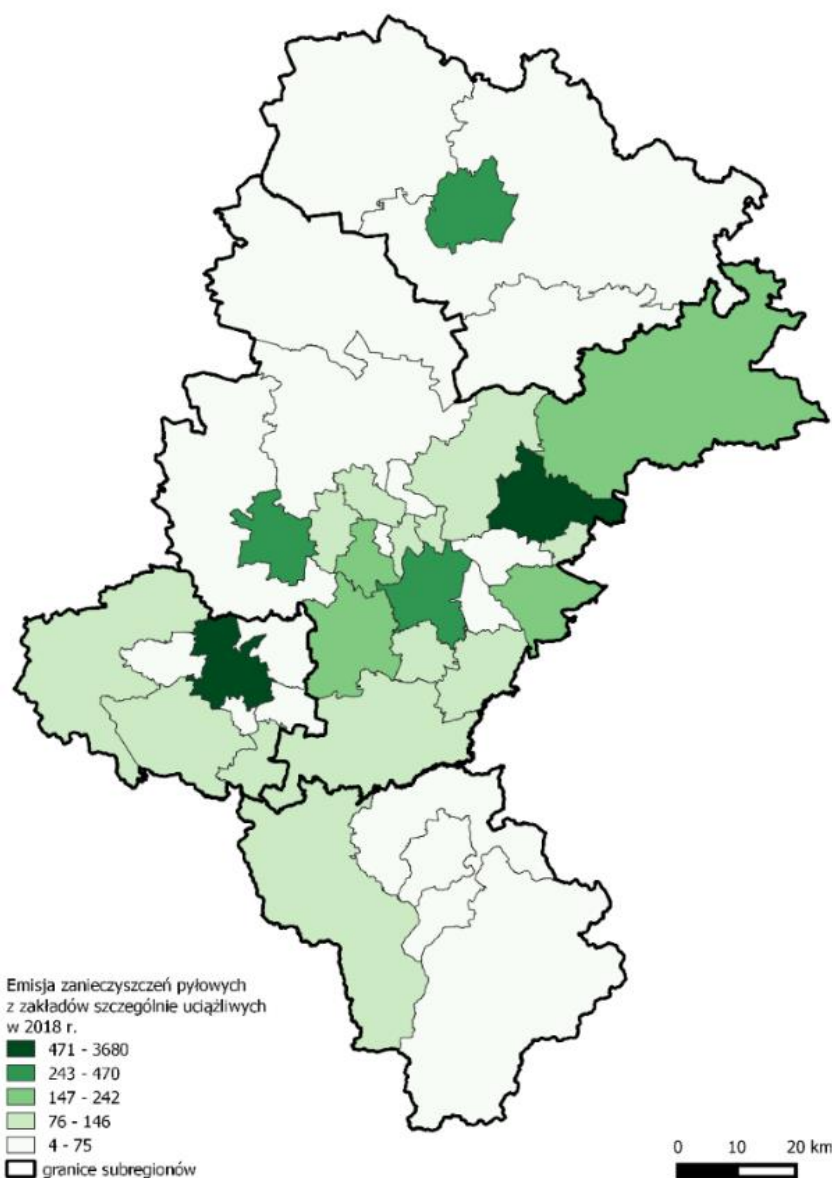 Emisja zanieczyszczeń pyłowych
z zakładów szczególnie uciążliwych
w 2018 r.
471 - 3680
243 - 470
147 - 242
76 - 146
4 - 75
granice subregionów
0 10 20 km